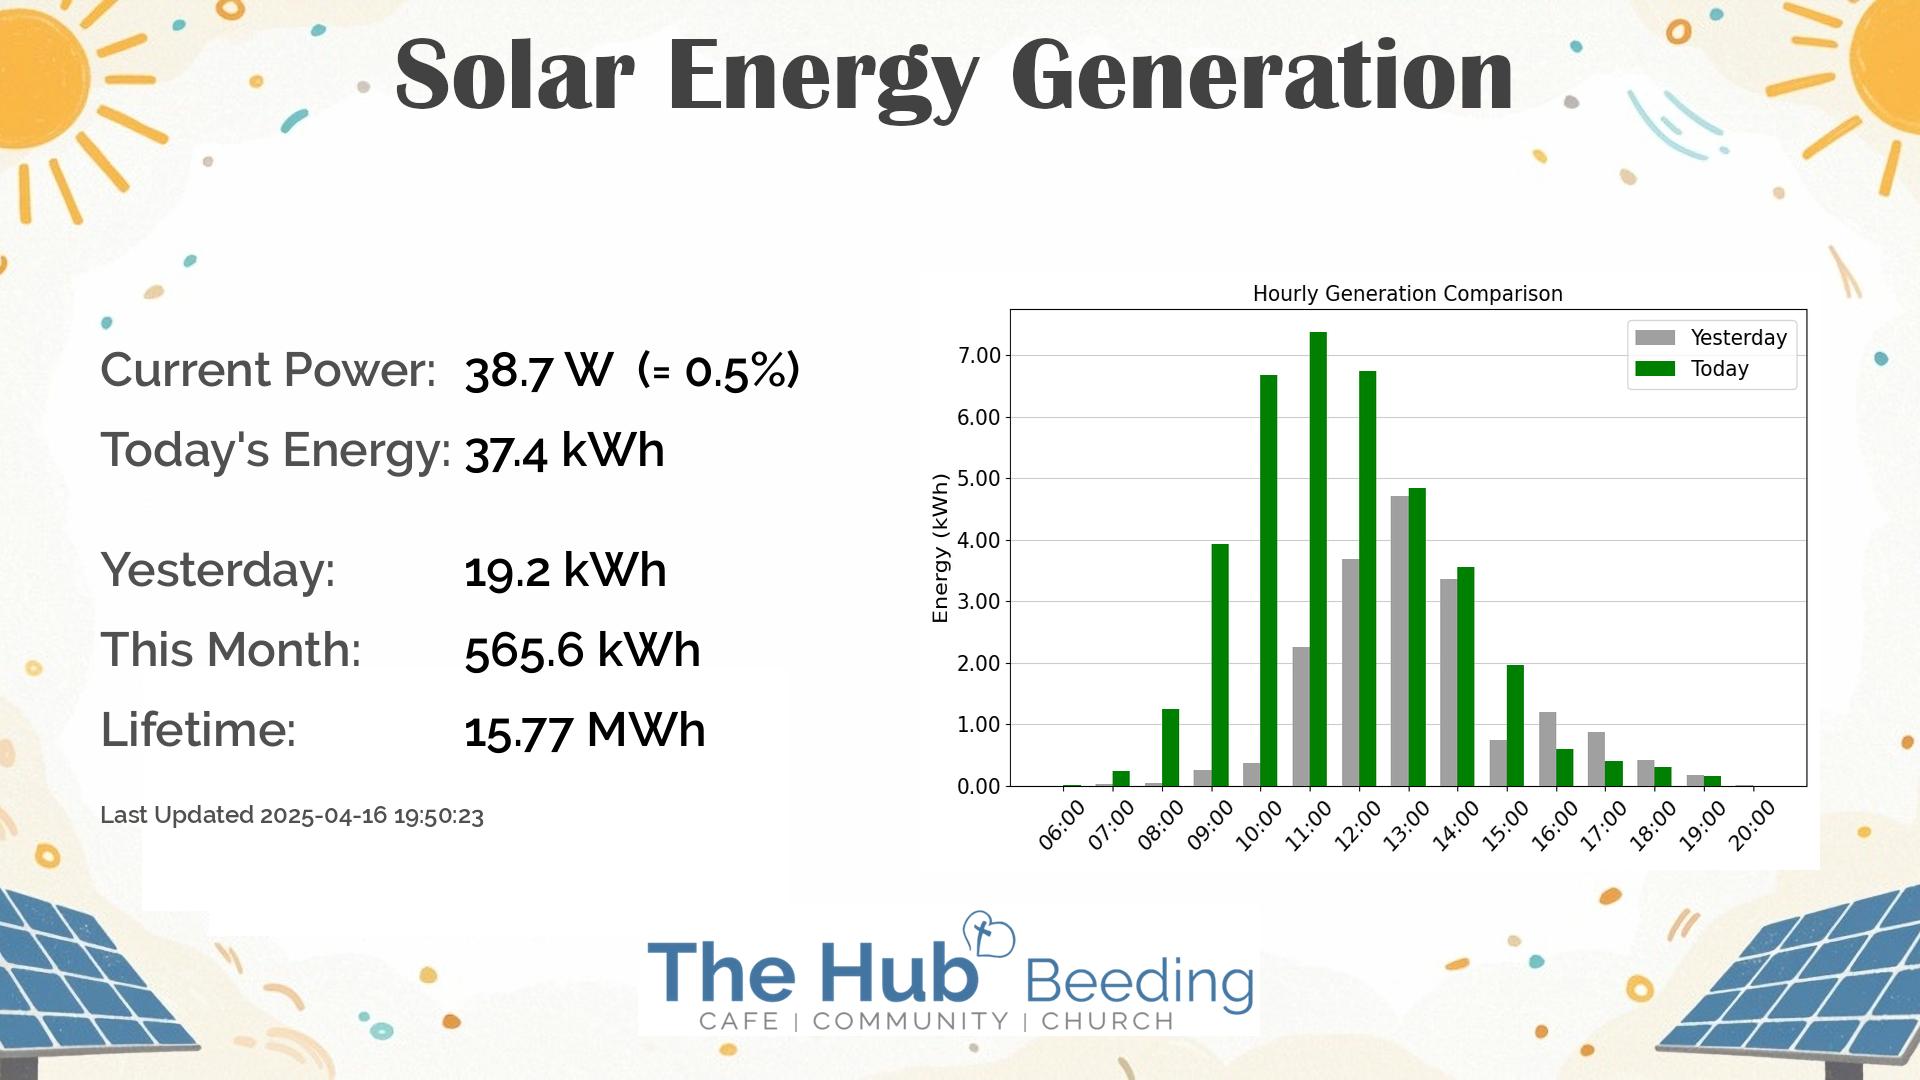 Solar Energy Generation
Current Power: 38.7 W (= 0.5%)
Today's Energy: 37.4 kWh
Yesterday: 19.2 kWh
This Month: 565.6 kWh
Lifetime: 15.77 MWh
Last Updated 2025-04-16 19:50:23
Hourly Generation Comparison
Yesterday
Today
Energy (kWh)
7.00
6.00
5.00
4.00
3.00
2.00
1.00
0.00
06:00 07:00 08:00 09:00 10:00 11:00 12:00 13:00 14:00 15:00 16:00 17:00 18:00 19:00 20:00
The Hub Beeding
CAFE | COMMUNITY | CHURCH